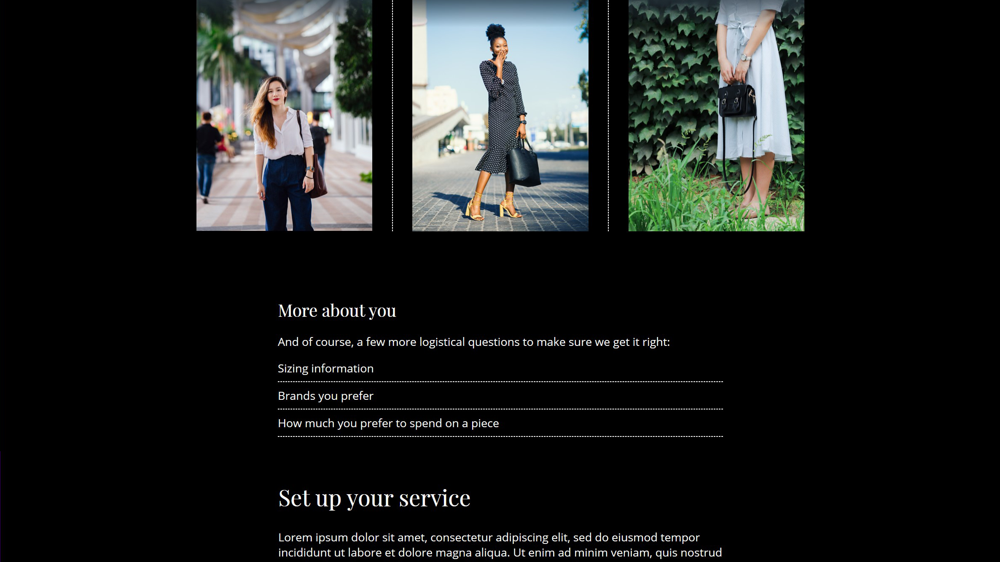 More about you
And of course, a few more logistical questions to make sure we get it right:
Sizing information
Brands you prefer
How much you prefer to spend on a piece
Set up your service
Lorem ipsum dolor sit amet, consectetur adipiscing elit, sed do eiusmod tempor
incididunt ut labore et dolore magna aliqua. Ut enim ad minim veniam, quis nostrud